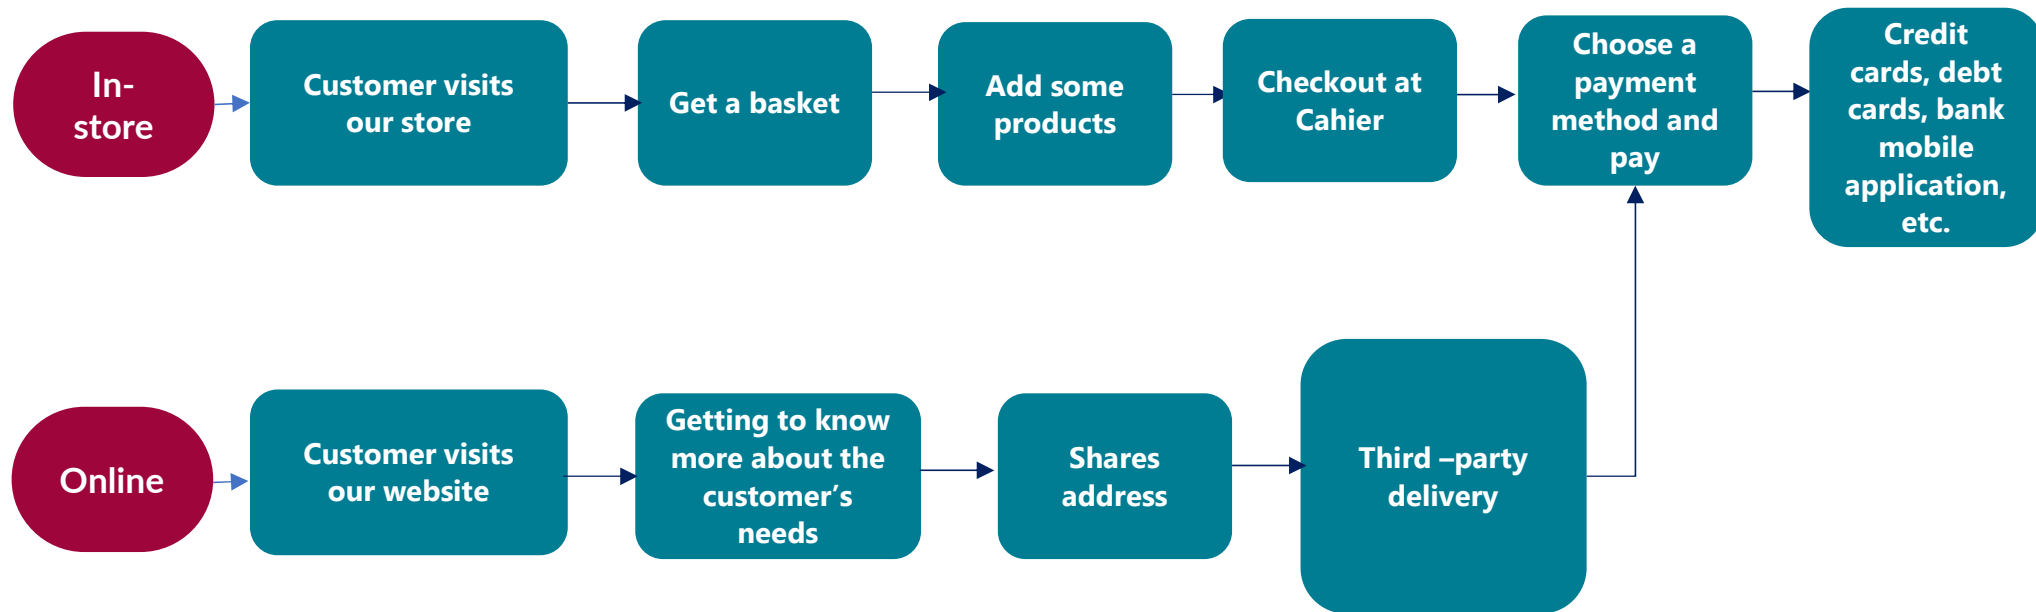 In-
store
Customer visits
our store
Get a basket
Add some
products
Checkout at
Cahier
Choose a
payment
method and
pay
Credit
cards, debt
cards, bank
mobile
application,
etc.
Online
Customer visits
our website
Getting to know
more about the
customer’s
needs
Shares
address
Third –party
delivery